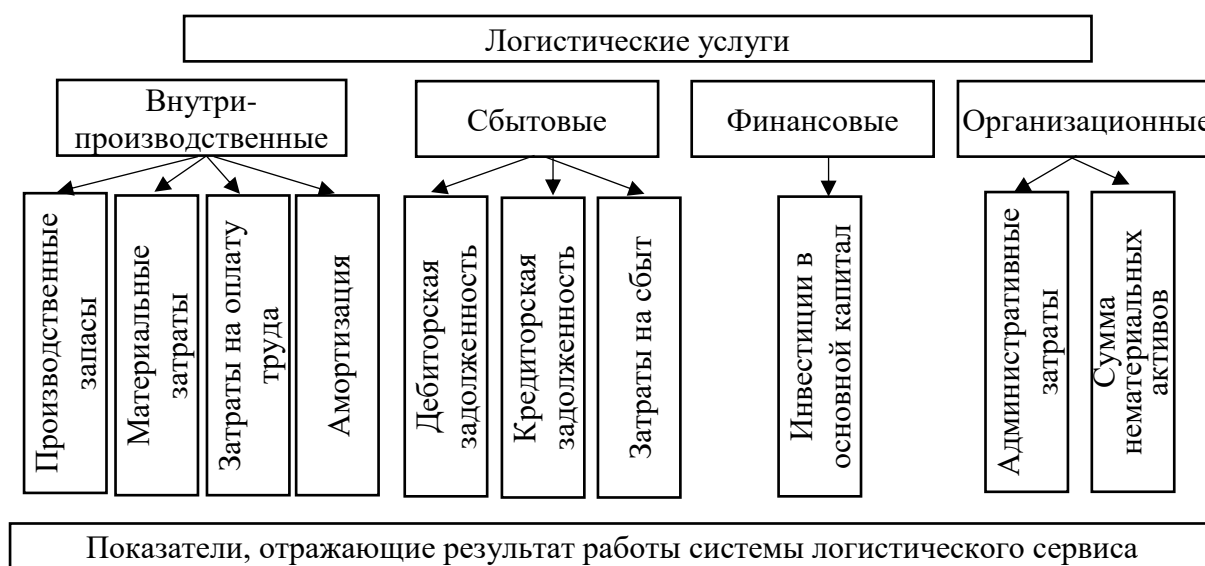 Логистические услуги
Внутри-
производственные
Сбытовые
Финансовые
Организационные
Производственные
запасы
Материальные
затраты
Затраты на оплату
труда
Амортизация
Дебиторская
задолженность
Кредиторская
задолженность
Затраты на сбыт
Инвестиции в
основной капитал
Административные
затраты
Сумма
нематериальных
активов
Показатели, отражающие результат работы системы логистического сервиса